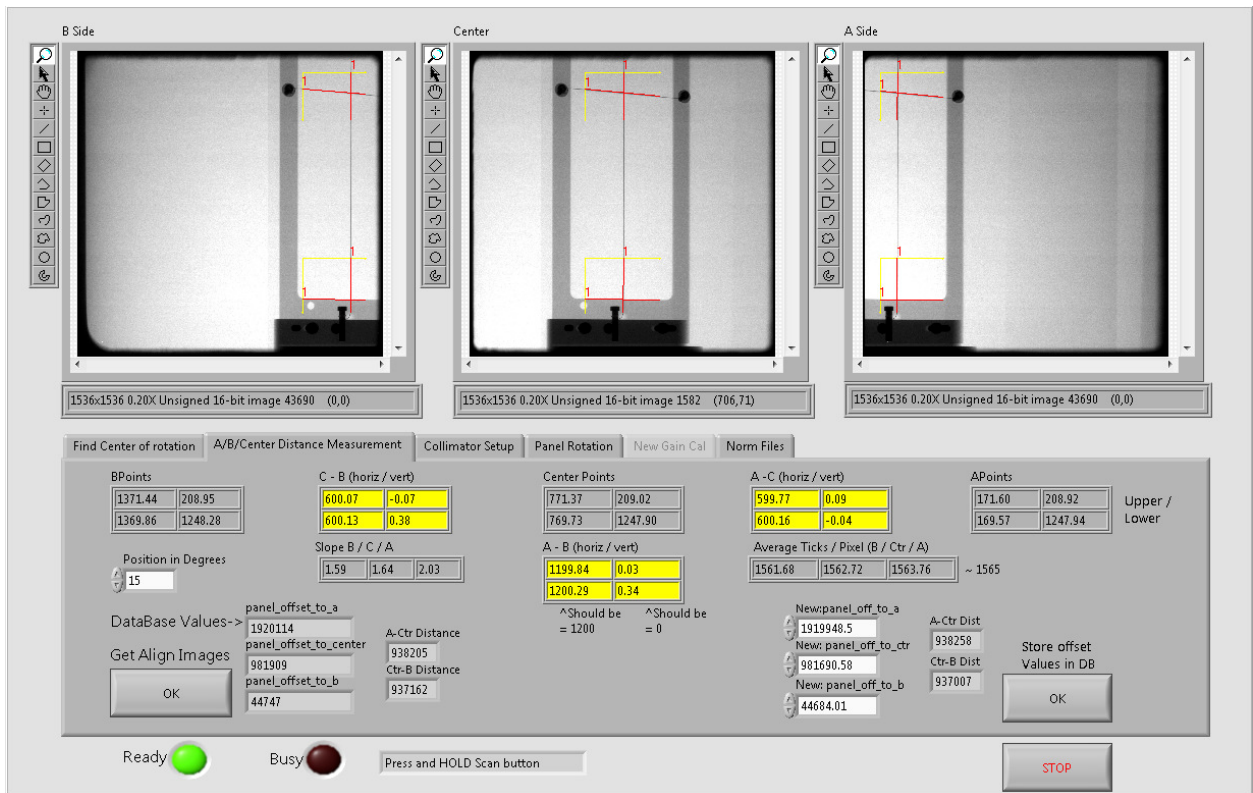 B Side
Center
A Side
1
1
1
1
1
1
1
1
1
1
1
1
1536x1536 0.20X Unsigned 16-bit image 43690 (0,0)
1536x1536 0.20X Unsigned 16-bit image 1582 (706,71)
1536x1536 0.20X Unsigned 16-bit image 43690 (0,0)
Find Center of rotation
A/B/Center Distance Measurement
Collimator Setup
Panel Rotation
New Gain Cal
Norm Files
BPoints
1371.44 208.95
1369.86 1248.28
C - B (horiz / vert)
600.07 -0.07
600.13 0.38
Center Points
771.37 209.02
769.73 1247.90
A -C (horiz / vert)
599.77 0.09
600.16 -0.04
APoints
171.60 208.92
169.57 1247.94
Upper /
Lower
Position in Degrees
15
Slope B / C / A
1.59 1.64 2.03
A - B (horiz / vert)
1199.84 0.03
1200.29 0.34
^Should be
= 1200
^Should be
= 0
Average Ticks / Pixel (B / Ctr / A)
1561.68 1562.72 1563.76 ~ 1565
DataBase Values->
panel_offset_to_a
1920114
panel_offset_to_center
981909
panel_offset_to_b
44747
A-Ctr Distance
938205
Ctr-B Distance
937162
Get Align Images
OK
New:panel_off_to_a
1919948.5
New: panel_off_to_ctr
981690.58
New: panel_off_to_b
44684.01
A-Ctr Dist
938258
Ctr-B Dist
937007
Store offset
Values in DB
OK
Ready
Busy
Press and HOLD Scan button
STOP